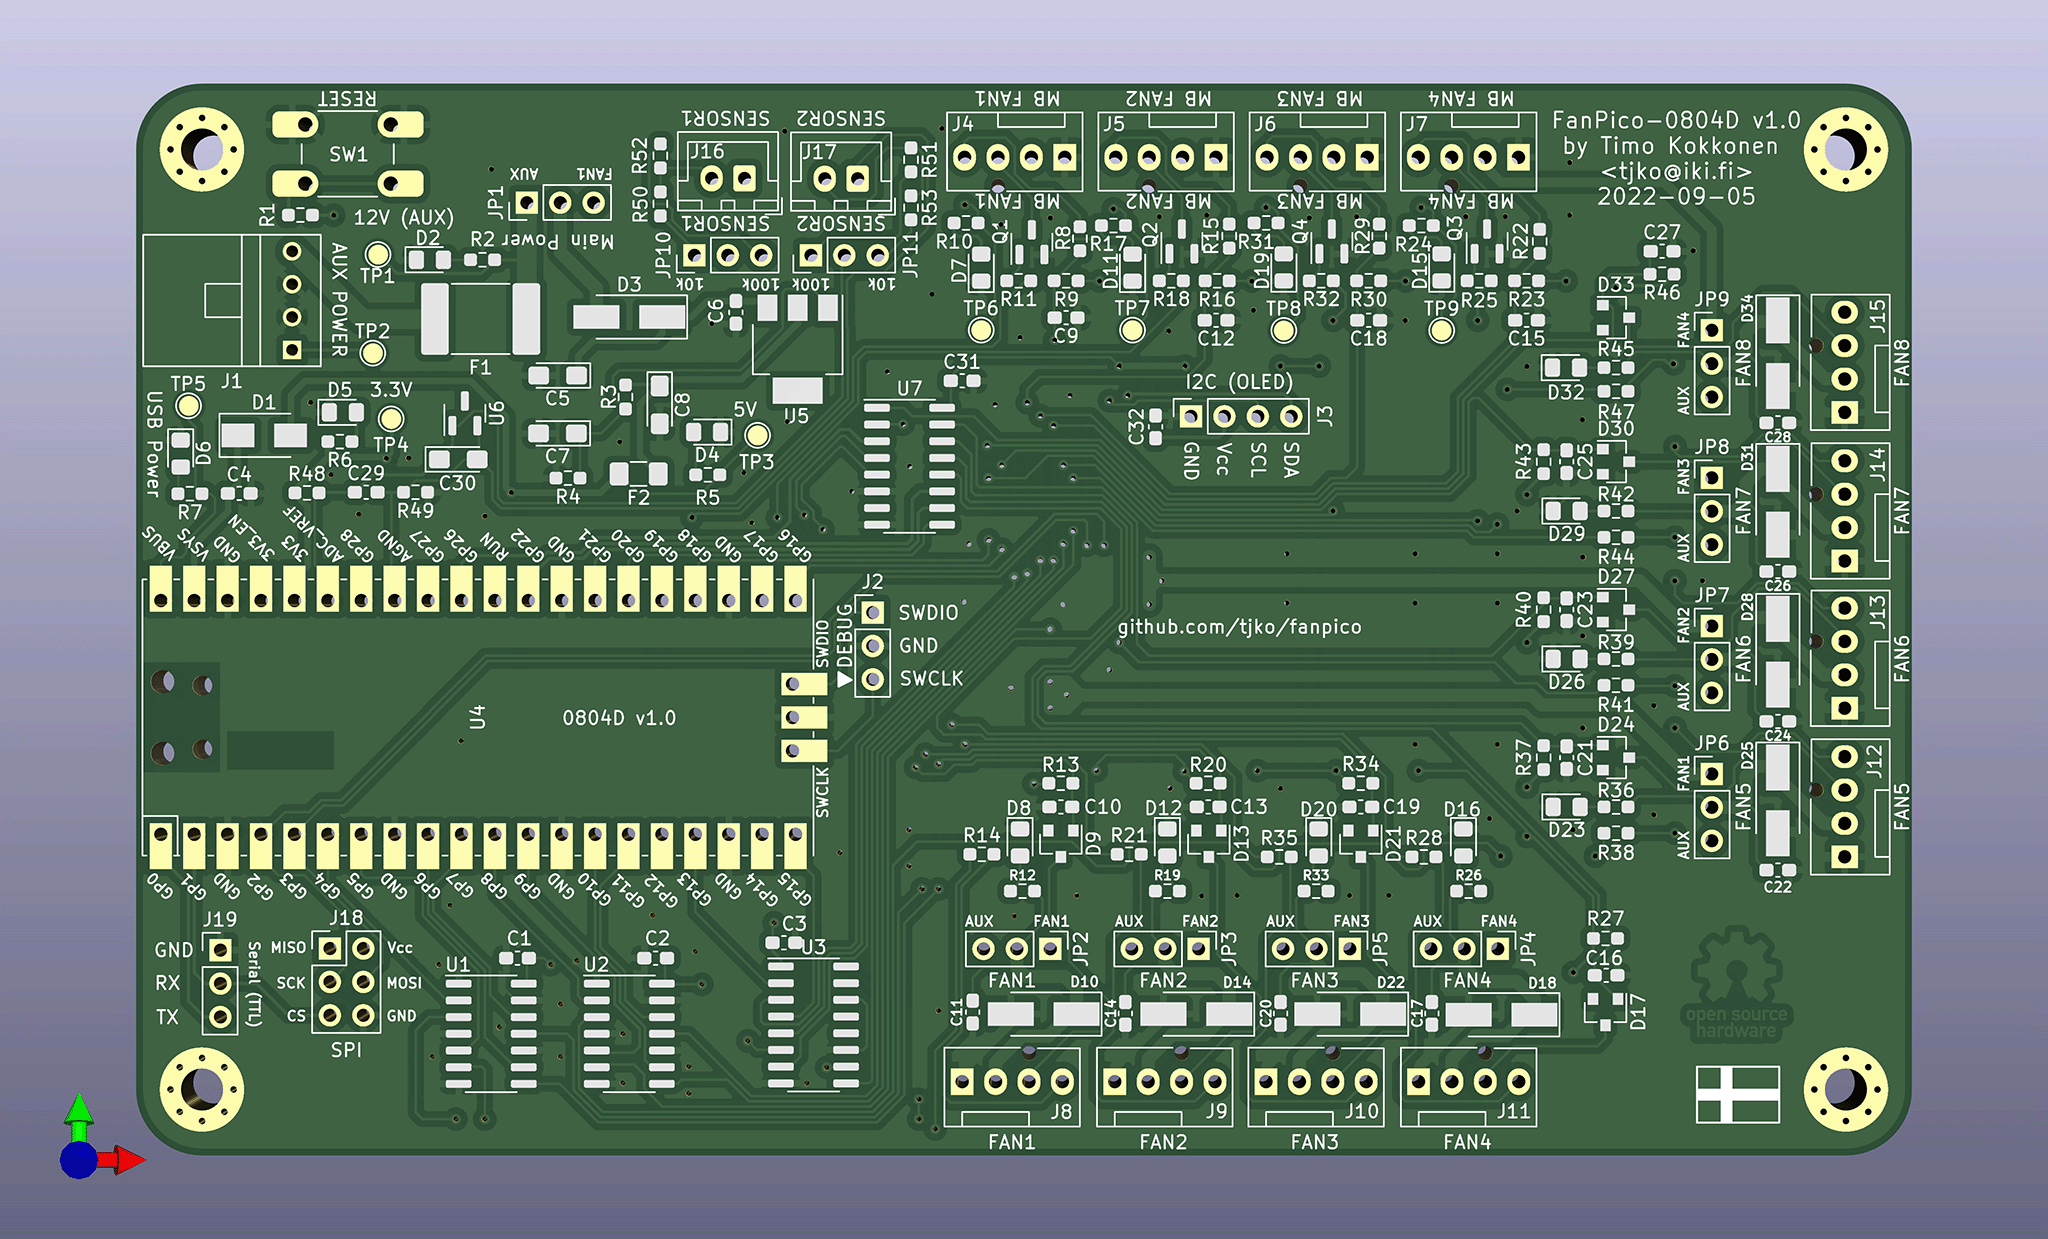 RESET
SW1
R1
12V (AUX)
D2
R2
TP1
AUX POWER
J1
TP2
F1
JP1
AUX
FAN1
Main Power
R52
R50
SENSOR1
J16
SENSOR1
JP10
10k
100k
SENSOR2
J17
SENSOR2
R51
R53
JP11
100k
10k
D3
C6
U5
MB FAN1
J4
MB FAN1
MB FAN2
J5
MB FAN2
MB FAN3
J6
MB FAN3
MB FAN4
J7
MB FAN4
FanPico-0804D v1.0
by Timo Kokkonen
<tjko@iki.fi>
2022-09-05
R10
Q1
R8
R17
Q2
R15
R31
Q4
R29
R24
Q3
R22
D7
R11
R9
D11
R18
R16
D19
R32
R30
D15
R25
R23
TP6
C9
TP7
C12
TP8
C18
TP9
C15
C27
R46
D33
R45
D32
R47
TP5
USB Power
D6
R7
D1
C4
D5
R6
R48
3.3V
TP4
C29
R49
U6
C30
C5
C7
R4
R3
C8
F2
5V
D4
R5
TP3
C31
U7
C32
I2C (OLED)
J3
GND
Vcc
SCL
SDA
D30
R43
C25
R42
D29
R44
D27
R40
C23
R39
D26
R41
D24
R37
C21
R36
D23
R38
JP9
FAN4
AUX
FAN8
D34
C28
J15
FAN8
JP8
FAN3
AUX
FAN7
D31
C26
J14
FAN7
JP7
FAN2
AUX
FAN6
D28
C24
J13
FAN6
JP6
FAN1
AUX
FAN5
D25
C22
J12
FAN5
VBUS
VSYS
GND
3V3_EN
3V3
ADC_VREF
GP28
AGND
GP27
GP26
RUN
GP22
GND
GP21
GP20
GP19
GP18
GND
GP17
GP16
U4
0804D v1.0
SWDIO
SWCLK
DEBUG
J2
SWDIO
GND
SWCLK
github.com/tjko/fanpico
GP0
GP1
GND
GP2
GP3
GP4
GP5
GND
GP6
GP7
GP8
GP9
GND
GP10
GP11
GP12
GP13
GND
GP14
GP15
J19
GND
RX
TX
Serial (TTL)
J18
MISO
SCK
CS
Vcc
MOSI
GND
SPI
U1
C1
U2
C2
C3
U3
R13
C10
D8
D9
R14
R12
R20
C13
D12
D13
R21
R19
R34
C19
D20
D21
R35
R33
D16
R28
R26
AUX
FAN1
JP2
FAN1
D10
C11
J8
FAN1
AUX
FAN2
JP3
FAN2
D14
C14
J9
FAN2
AUX
FAN3
JP5
FAN3
D22
C20
J10
FAN3
AUX
FAN4
JP4
FAN4
D18
C17
J11
FAN4
R27
C16
D17
open source
hardware